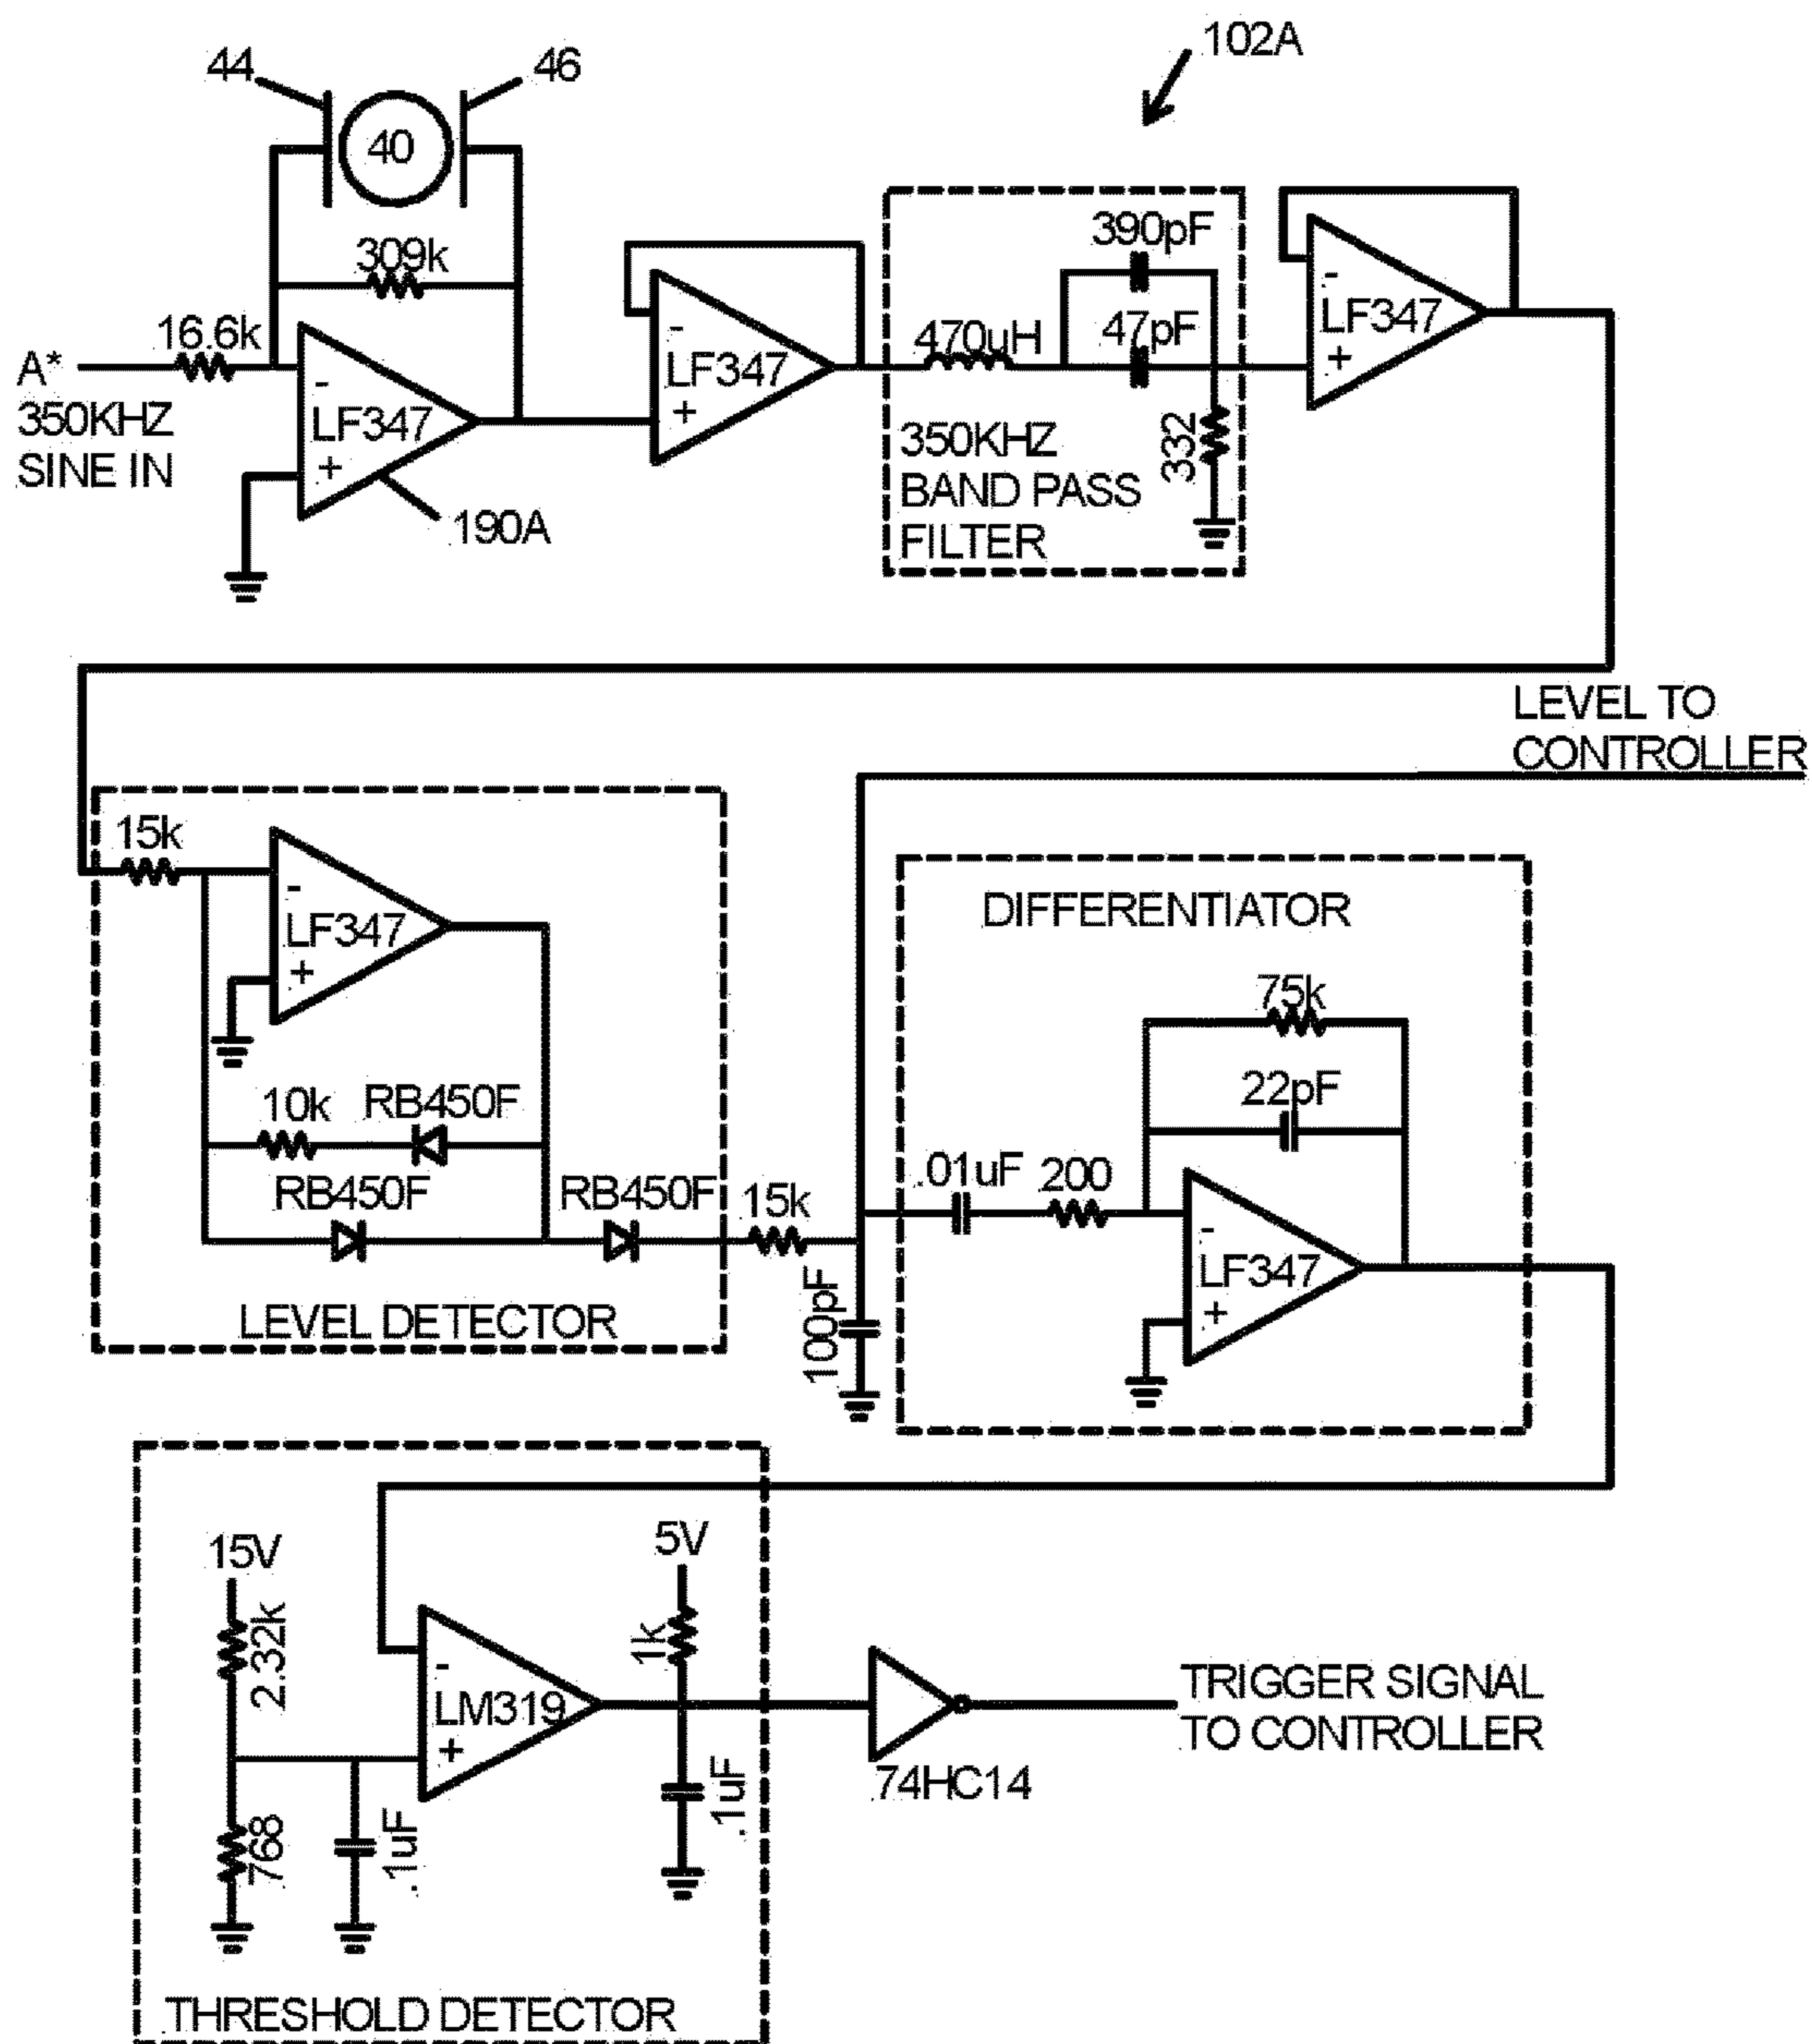 102A
44
46
40
309k
16.6k
A*
350KHZ
SINE IN
-
LF347
+
190A
-
LF347
+
390pF
470uH
47pF
332
350KHZ
BAND PASS
FILTER
-
LF347
+
LEVEL TO
CONTROLLER
15k
-
LF347
+
10k
RB450F
RB450F
RB450F
15k
LEVEL DETECTOR
100pF
DIFFERENTIATOR
75k
22pF
.01uF
200
-
LF347
+
15V
2.32k
768
.1uF
-
LM319
+
5V
1k
.1uF
74HC14
TRIGGER SIGNAL
TO CONTROLLER
THRESHOLD DETECTOR